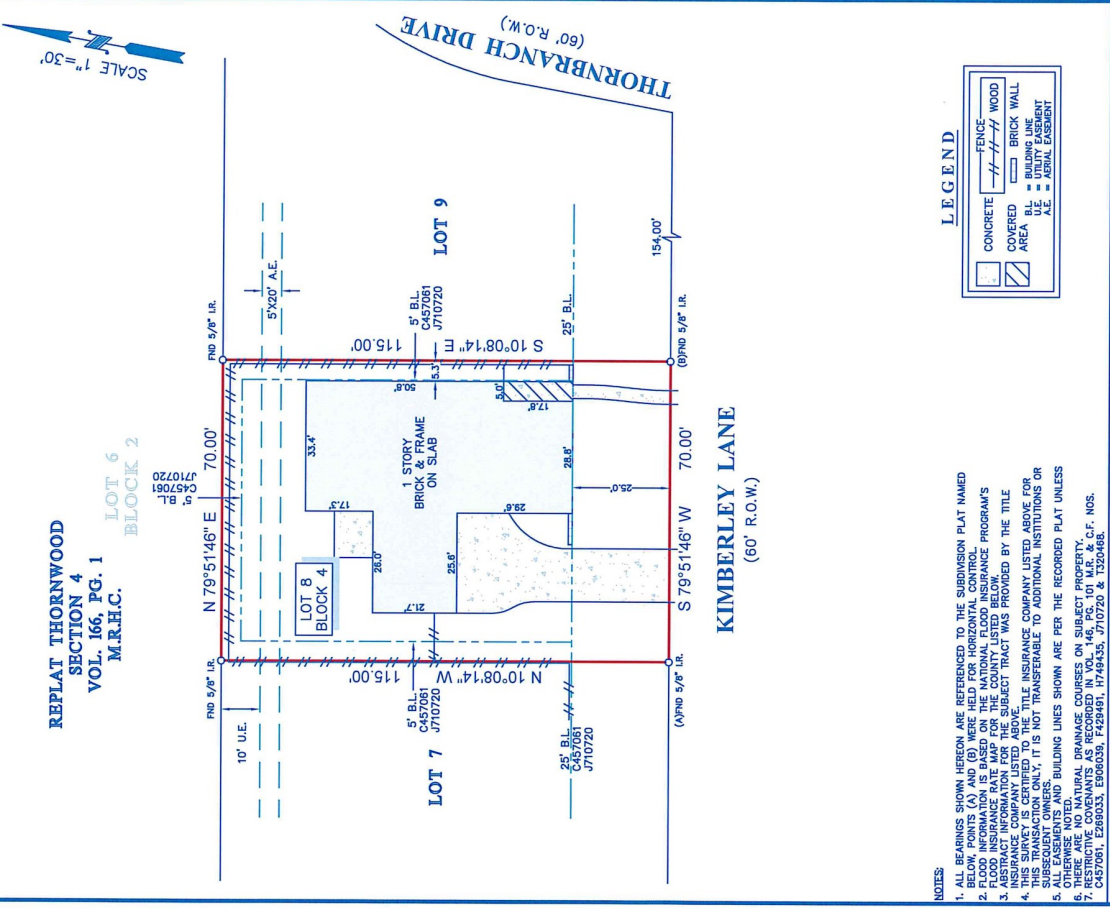 SCALE 1"=30'
THORNBRANCH DRIVE
(60' R.O.W.)
REPLAT THORNWOOD
SECTION 4
VOL. 166, PG. 1
M.R.H.C.
LOT 6
BLOCK 2
5' B.L.
C457061
J710720
FND 5/8" I.R.
N 79°51'46" E 70.00'
FND 5/8" I.R.
10' U.E.
5'X20' A.E.
LOT 8
BLOCK 4
33.4'
17.3'
26.0'
21.7'
25.6'
29.6'
28.8'
50.8'
5.3'
5.0'
17.8'
1 STORY
BRICK & FRAME
ON SLAB
N 10°08'14" W 115.00'
S 10°08'14" E 115.00'
LOT 7
5' B.L.
C457061
J710720
25' B.L.
C457061
J710720
LOT 9
5' B.L.
C457061
J710720
25' B.L.
25.0'
154.00'
(A)FND 5/8" I.R.
S 79°51'46" W 70.00'
(B)FND 5/8" I.R.
KIMBERLEY LANE
(60' R.O.W.)
LEGEND
CONCRETE
FENCE
WOOD
COVERED AREA
BRICK WALL
B.L. = BUILDING LINE
U.E. = UTILITY EASEMENT
A.E. = AERIAL EASEMENT
NOTES:
1. ALL BEARINGS SHOWN HEREON ARE REFERENCED TO THE SUBDIVISION PLAT NAMED
BELOW, POINTS (A) AND (B) WERE HELD FOR HORIZONTAL CONTROL.
2. FLOOD INFORMATION IS BASED ON THE NATIONAL FLOOD INSURANCE PROGRAM'S
FLOOD INSURANCE RATE MAP FOR THE COUNTY LISTED BELOW.
3. ABSTRACT INFORMATION FOR THE SUBJECT TRACT WAS PROVIDED BY THE TITLE
INSURANCE COMPANY LISTED ABOVE.
4. THIS SURVEY IS CERTIFIED TO THE TITLE INSURANCE COMPANY LISTED ABOVE FOR
THIS TRANSACTION ONLY, IT IS NOT TRANSFERABLE TO ADDITIONAL INSTITUTIONS OR
SUBSEQUENT OWNERS.
5. ALL EASEMENTS AND BUILDING LINES SHOWN ARE PER THE RECORDED PLAT UNLESS
OTHERWISE NOTED.
6. THERE ARE NO NATURAL DRAINAGE COURSES ON SUBJECT PROPERTY.
7. RESTRICTIVE COVENANTS AS RECORDED IN VOL. 146, PG. 101 M.R. & C.F. NOS.
C457061, E269033, E906039, F429491, H749435, J710720 & T320468.